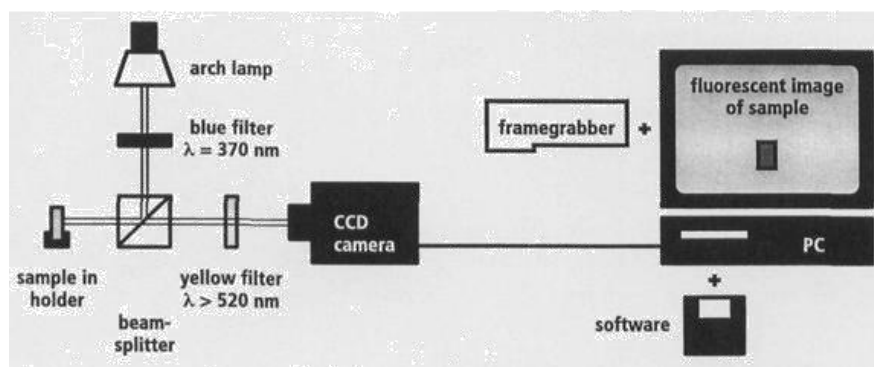 arch lamp
blue filter
λ = 370 nm
sample in
holder
beam-
splitter
yellow filter
λ > 520 nm
CCD
camera
framegrabber
+
fluorescent image
of sample
PC
+
software